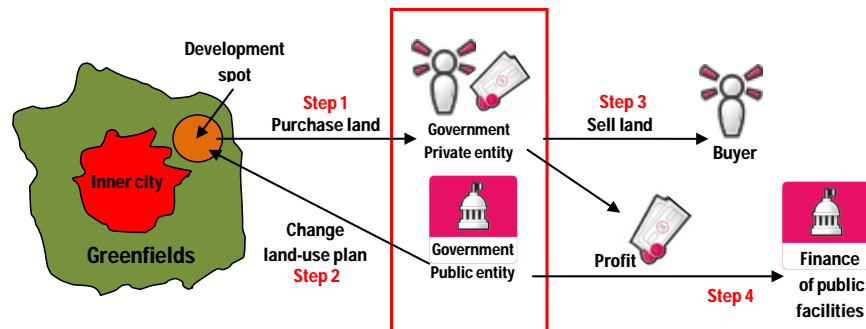 Development
spot
Step 1
Purchase land
Government
Private entity
Step 3
Sell land
Buyer
Inner city
Greenfields
Change
land-use plan
Step 2
Government
Public entity
Profit
Step 4
Finance
of public
facilities